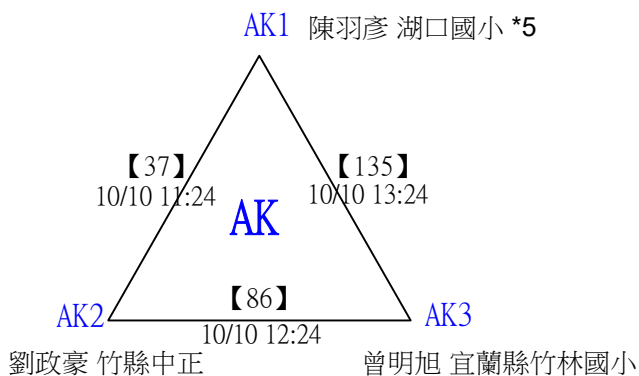 AK1 陳羽彥 湖口國小 *5
【37】
10/10 11:24
【135】
10/10 13:24
AK
【86】
10/10 12:24
AK2
AK3
劉政豪 竹縣中正
曾明旭 宜蘭縣竹林國小